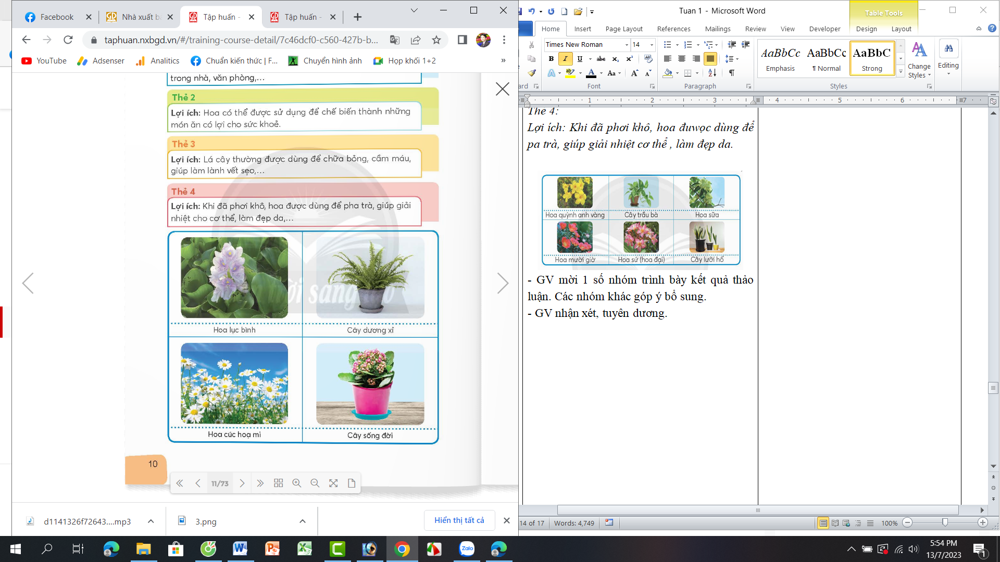 Facebook
Nhà xuất b
Tập huấn -
Tập huấn -
taphuan.nxbgd.vn/#/training-course-detail/7c46dcf0-c560-427b-b...
YouTube
Adsenser
Analitics
Chuẩn kiến thức | F...
Chuyển hình ảnh
Họp khối 1+2
»
trong nhà, văn phòng,...
Thẻ 2
Lợi ích: Hoa có thể được sử dụng để chế biến thành những
món ăn có lợi cho sức khoẻ.
Thẻ 3
Lợi ích: Lá cây thường được dùng để chữa bỏng, cầm máu,
giúp làm lành vết sẹo,...
Thẻ 4
Lợi ích: Khi đã phơi khô, hoa được dùng để pha trà, giúp giải
nhiệt cho cơ thể, làm đẹp da,...
Hoa lục bình
Cây dương xỉ
Hoa cúc hoạ mi
Cây sống đời
10
11/73
d1141326f72643....mp3
3.png
Hiển thị tất cả
Tuan 1 - Microsoft Word
Table Tools
Home
Insert
Page Layout
References
Mailings
Review
View
Developer
Design
Layout
Times New Roman
14
AaBbCc
AaBbCc
AaBbC
Emphasis
¶ Normal
Strong
Change
Styles
Editing
ard
Font
Paragraph
Styles
1 2 3 4 5 6 7
Thẻ 4:
Lợi ích: Khi đã phơi khô, hoa đuwọc dùng để
pa trà, giúp giải nhiệt cơ thể , làm đẹp da.
Hoa quỳnh anh vàng
Cây trầu bà
Hoa sữa
Hoa mười giờ
Hoa sứ (hoa đại)
Cây lưỡi hổ
- GV mời 1 số nhóm trình bày kết quả thảo
luận. Các nhóm khác góp ý bổ sung.
- GV nhận xét, tuyên dương.
14 of 17
Words: 4,749
100%
Zalo
5:54 PM
13/7/2023
1